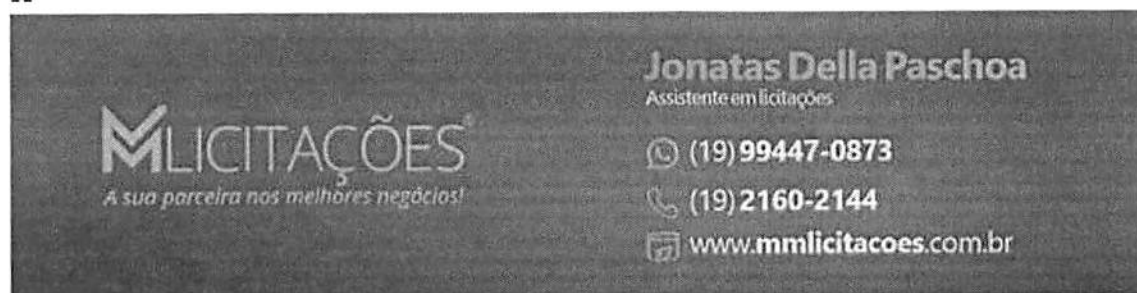 MLICITAÇÕES®
A sua parceira nos melhores negócios!
Jonatas Della Paschoa
Assistente em licitações
(19) 99447-0873
(19) 2160-2144
www.mmlicitacoes.com.br